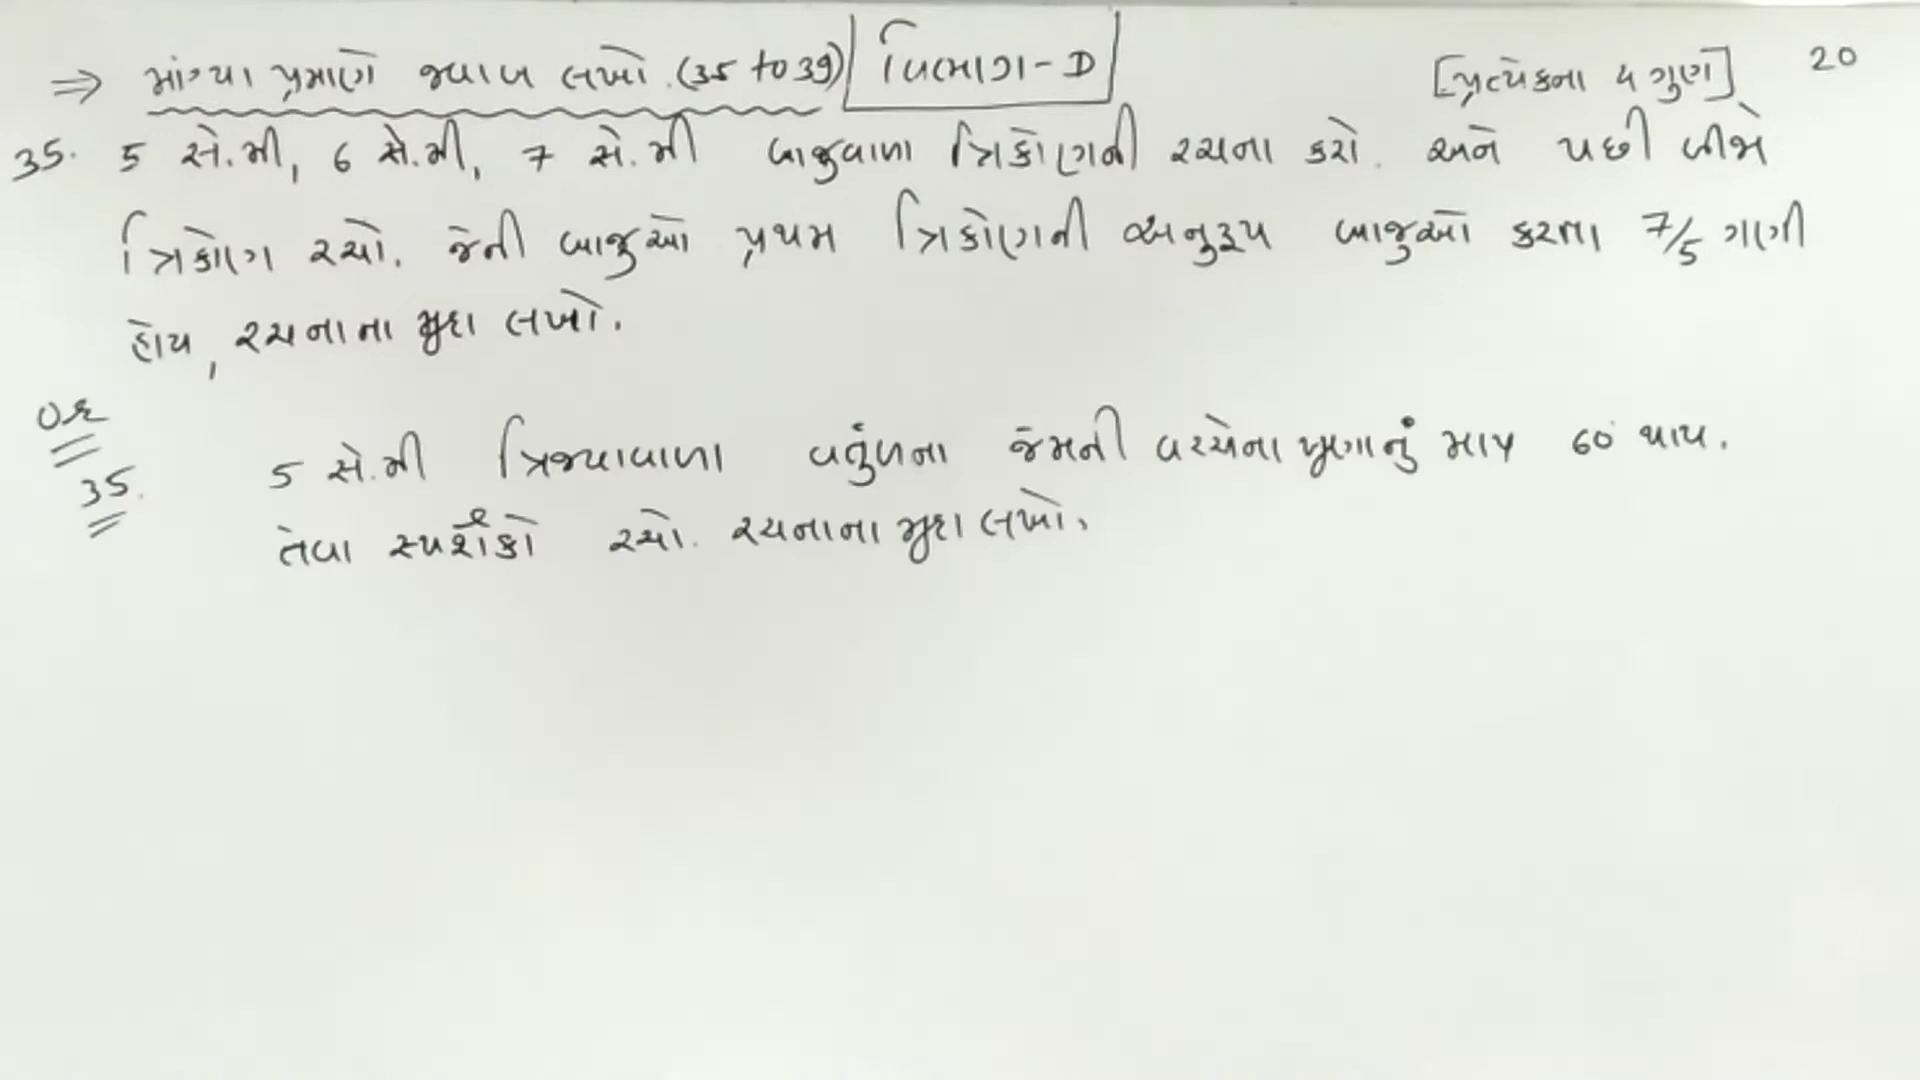 ⇒ માંગ્યા પ્રમાણે જવાબ લખો. (35 to 39) વિભાગ - D [પ્રત્યેકના 4 ગુણ] 20
35. 5 સે.મી, 6 સે.મી, 7 સે.મી બાજુવાળા ત્રિકોણની રચના કરો. અને પછી બીજો
ત્રિકોણ રચો. જેની બાજુઓ પ્રથમ ત્રિકોણની અનુરૂપ બાજુઓ કરતા 7/5 ગણી
હોય, રચનાના મુદ્દા લખો.
OR
35. 5 સે.મી ત્રિજ્યાવાળા વર્તુળના જેમની વચ્ચેના ખૂણાનું માપ 60° થાય.
તેવા સ્પર્શકો રચો. રચનાના મુદ્દા લખો.